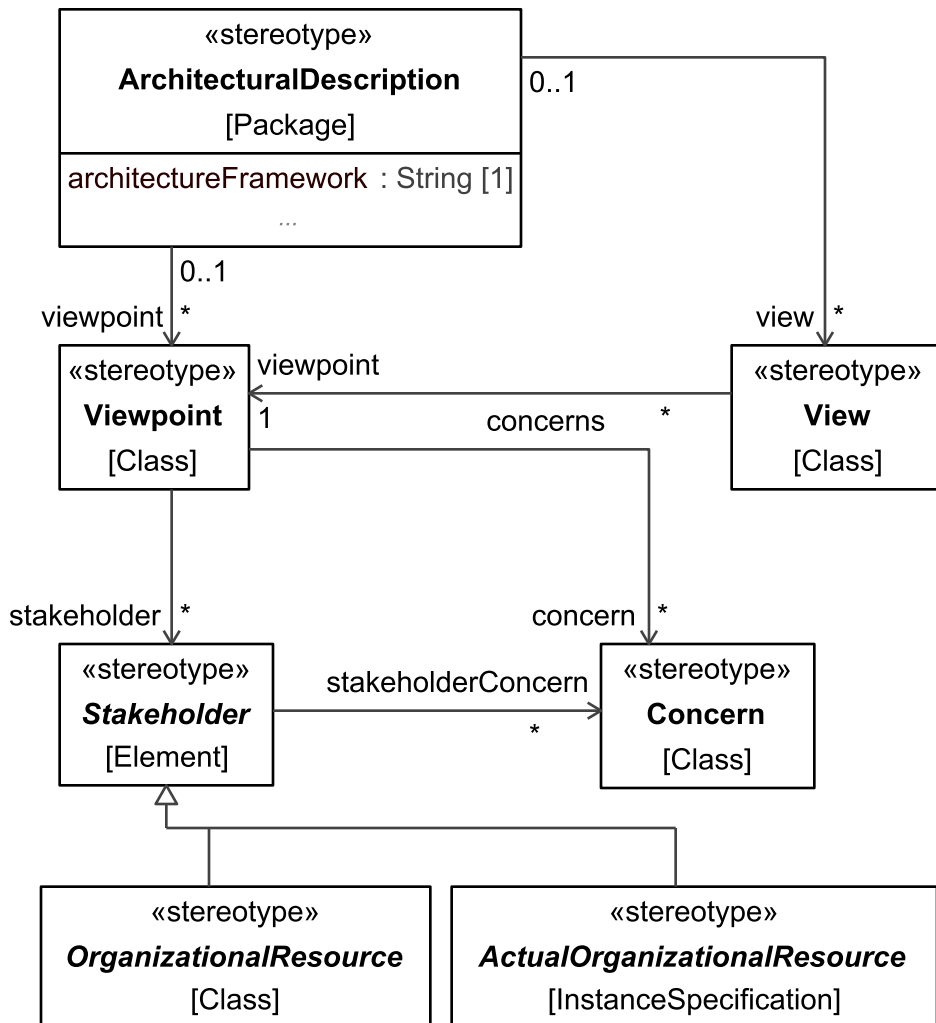 «stereotype»
ArchitecturalDescription
[Package]
architectureFramework : String [1]
...
0..1
0..1
viewpoint *
view *
«stereotype»
Viewpoint
[Class]
viewpoint
1
concerns
*
«stereotype»
View
[Class]
stakeholder *
concern *
«stereotype»
Stakeholder
[Element]
stakeholderConcern
*
«stereotype»
Concern
[Class]
«stereotype»
OrganizationalResource
[Class]
«stereotype»
ActualOrganizationalResource
[InstanceSpecification]